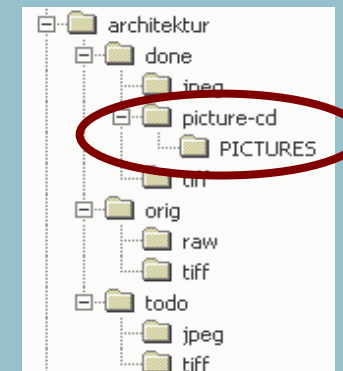 architektur
done
jpeg
picture-cd
PICTURES
tiff
orig
raw
tiff
todo
jpeg
tiff